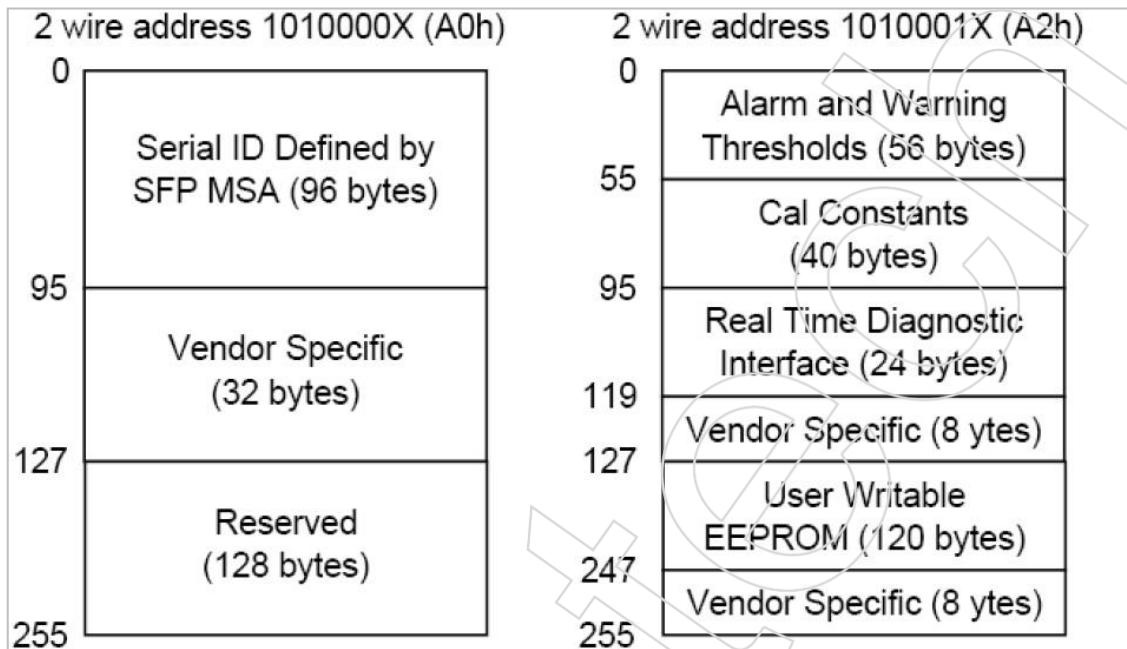 2 wire address 1010000X (A0h)
0
Serial ID Defined by
SFP MSA (96 bytes)
95
Vendor Specific
(32 bytes)
127
Reserved
(128 bytes)
255
2 wire address 1010001X (A2h)
0
Alarm and Warning
Thresholds (56 bytes)
55
Cal Constants
(40 bytes)
95
Real Time Diagnostic
Interface (24 bytes)
119
Vendor Specific (8 ytes)
127
User Writable
EEPROM (120 bytes)
247
Vendor Specific (8 ytes)
255